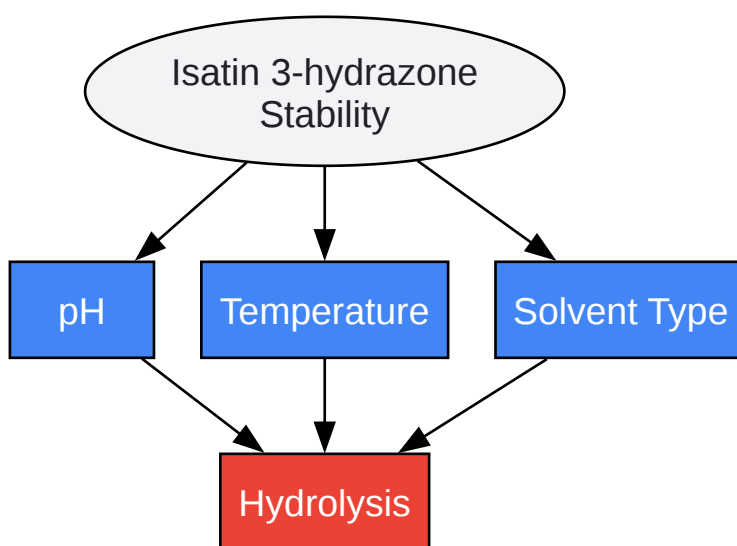 Isatin 3-hydrazone
Stability
pH
Temperature
Solvent Type
Hydrolysis